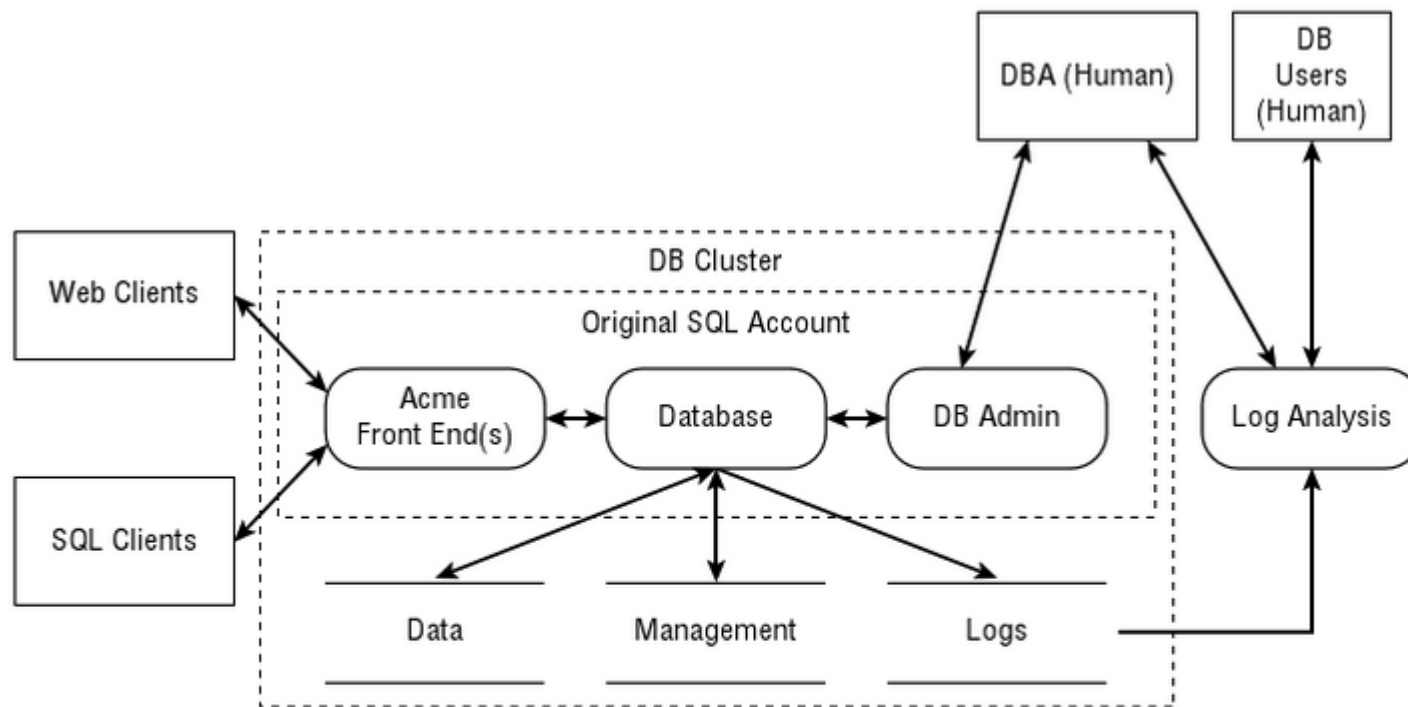 DBA (Human)
DB
Users
(Human)
Web Clients
DB Cluster
Original SQL Account
Acme
Front End(s)
Database
DB Admin
Log Analysis
SQL Clients
Data
Management
Logs